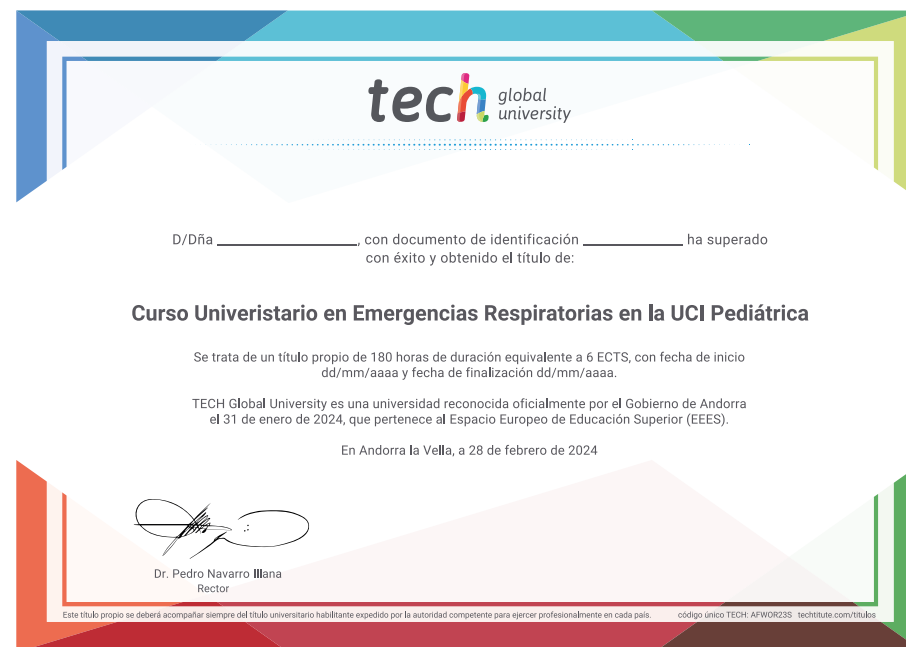 tech global university
D/Dña ____________________, con documento de identificación ______________ ha superado
con éxito y obtenido el título de:
Curso Univeristario en Emergencias Respiratorias en la UCI Pediátrica
Se trata de un título propio de 180 horas de duración equivalente a 6 ECTS, con fecha de inicio
dd/mm/aaaa y fecha de finalización dd/mm/aaaa.
TECH Global University es una universidad reconocida oficialmente por el Gobierno de Andorra
el 31 de enero de 2024, que pertenece al Espacio Europeo de Educación Superior (EEES).
En Andorra la Vella, a 28 de febrero de 2024
Dr. Pedro Navarro Illana
Rector
Este título propio se deberá acompañar siempre del título universitario habilitante expedido por la autoridad competente para ejercer profesionalmente en cada país. código único TECH: AFWOR23S techtitute.com/titulos